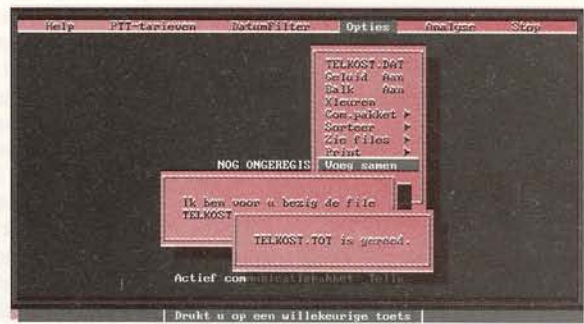 Help PTT-tarieven DatumFilter Opties Analyse Stop
TELKOST.DAT
Geluid Aan
Balk Aan
Kleuren
Com.pakket
Sorteer
Zie files
Print
NOG ONGEREGIS Voeg samen
Ik ben voor u bezig de file
TELKOST
TELKOST.TOT is gereed.
Actief communicatiepakket Telix
Drukt u op een willekeurige toets